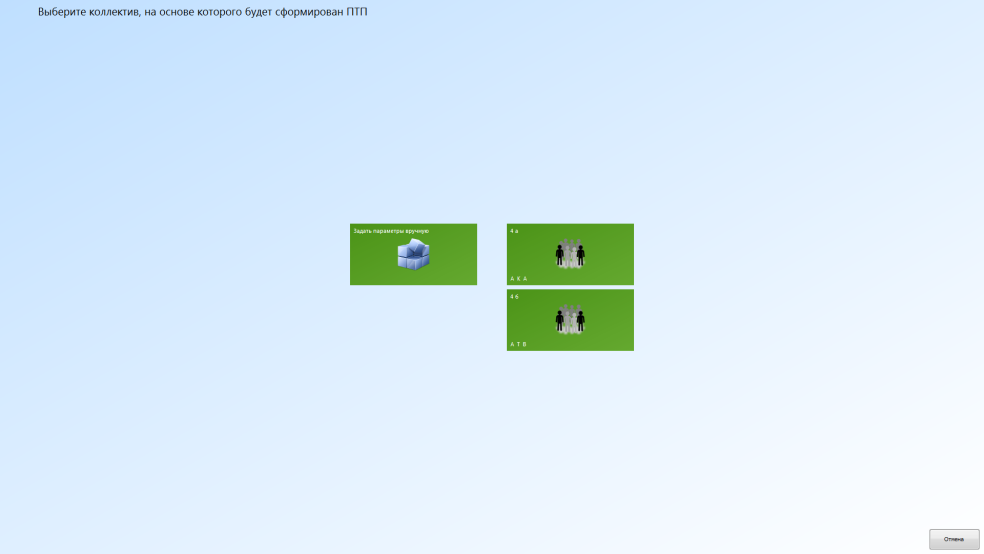 Выберите коллектив, на основе которого будет сформирован ПТП
Задать параметры вручную
4 а
А К А
4 б
А Т В
Отмена